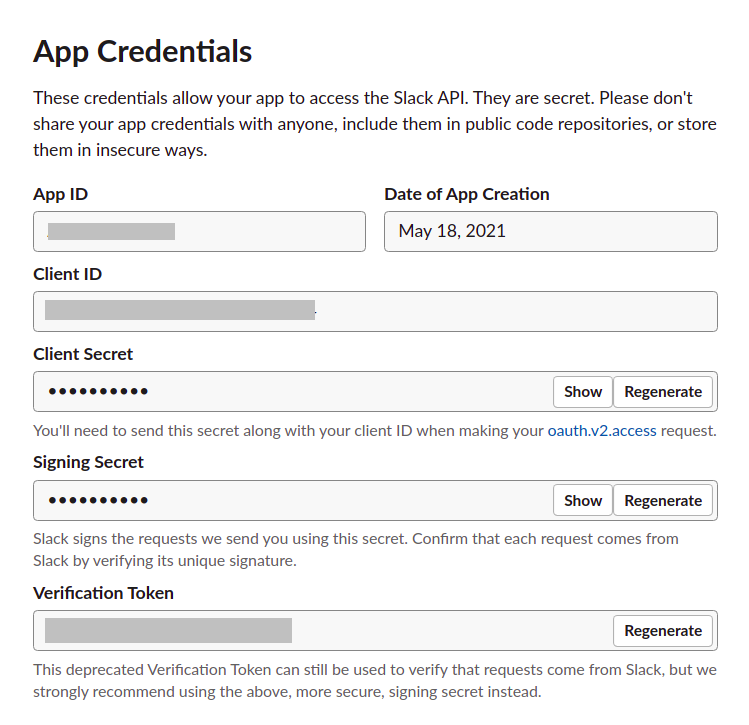 App Credentials
These credentials allow your app to access the Slack API. They are secret. Please don't
share your app credentials with anyone, include them in public code repositories, or store
them in insecure ways.
App ID
Date of App Creation
May 18, 2021
Client ID
Client Secret
●●●●●●●●●●
Show
Regenerate
You'll need to send this secret along with your client ID when making your oauth.v2.access request.
Signing Secret
●●●●●●●●●●
Show
Regenerate
Slack signs the requests we send you using this secret. Confirm that each request comes from
Slack by verifying its unique signature.
Verification Token
Regenerate
This deprecated Verification Token can still be used to verify that requests come from Slack, but we
strongly recommend using the above, more secure, signing secret instead.